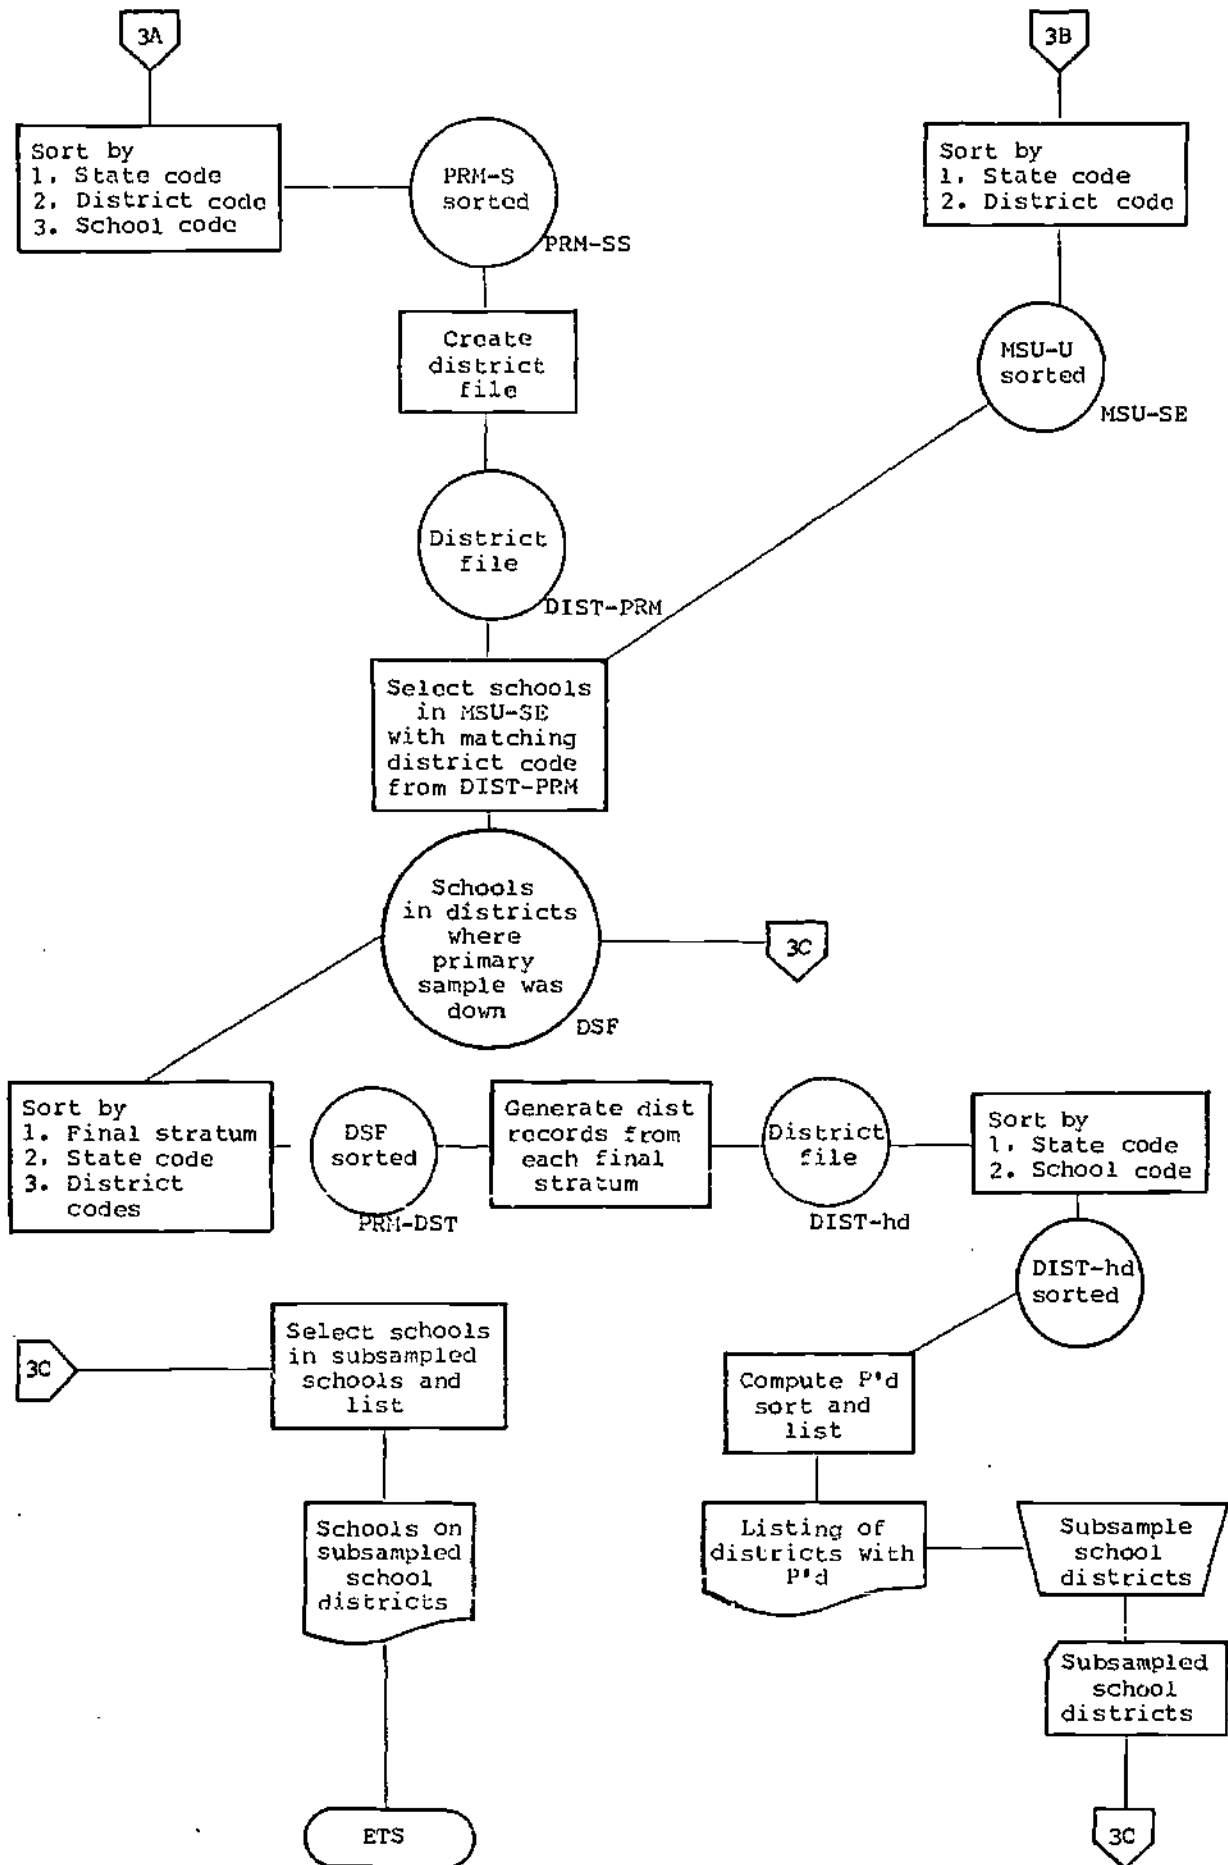 3A
3B
Sort by
1. State code
2. District code
3. School code
PRM-S
sorted
PRM-SS
Sort by
1. State code
2. District code
Create
district
file
MSU-U
sorted
MSU-SE
District
file
DIST-PRM
Select schools
in MSU-SE
with matching
district code
from DIST-PRM
Schools
in districts
where
primary
sample was
down
DSF
3C
Sort by
1. Final stratum
2. State code
3. District
codes
DSF
sorted
PRM-DST
Generate dist
records from
each final
stratum
District
file
DIST-hd
Sort by
1. State code
2. School code
DIST-hd
sorted
3C
Select schools
in subsampled
schools and
list
Compute P'd
sort and
list
Schools on
subsampled
school
districts
Listing of
districts with
P'd
Subsample
school
districts
Subsampled
school
districts
ETS
3C